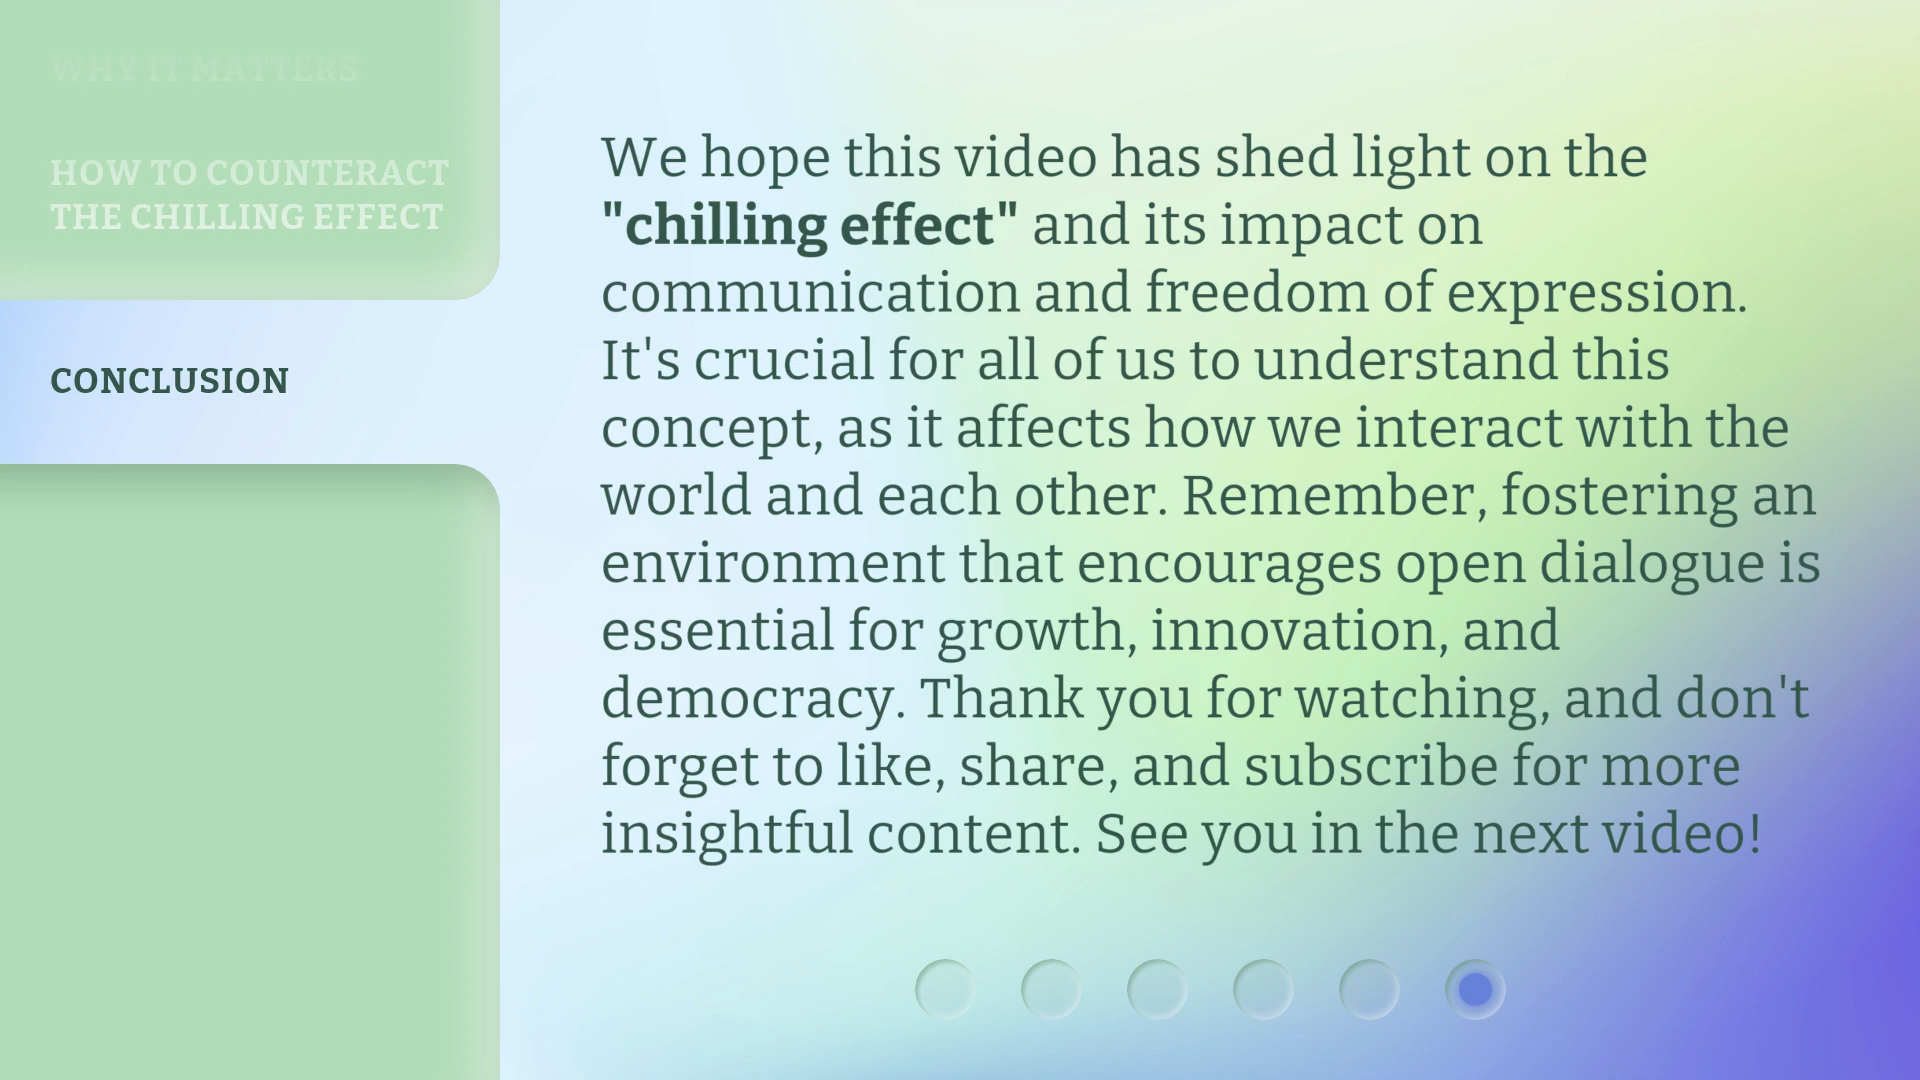 WHY IT MATTERS
HOW TO COUNTERACT
THE CHILLING EFFECT
CONCLUSION
We hope this video has shed light on the
"chilling effect" and its impact on
communication and freedom of expression.
It's crucial for all of us to understand this
concept, as it affects how we interact with the
world and each other. Remember, fostering an
environment that encourages open dialogue is
essential for growth, innovation, and
democracy. Thank you for watching, and don't
forget to like, share, and subscribe for more
insightful content. See you in the next video!